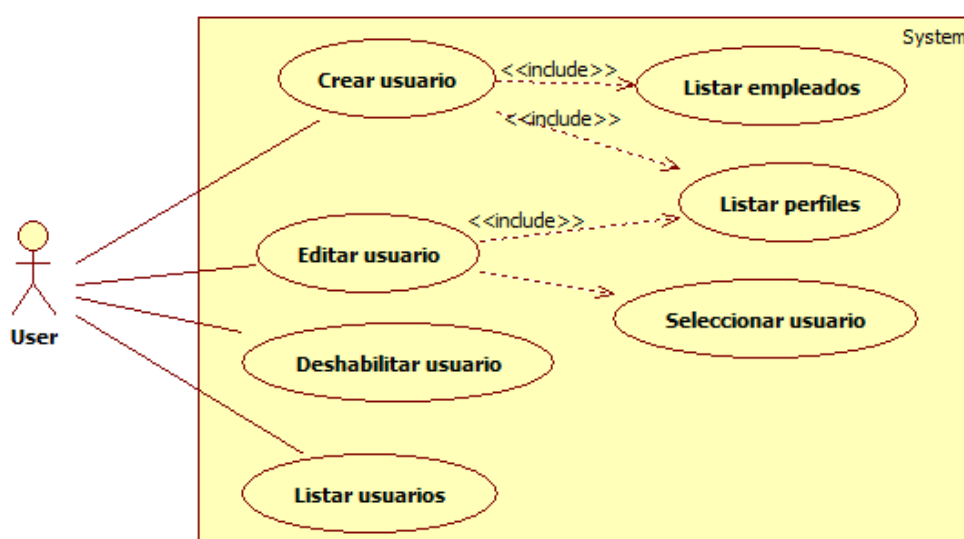 System
Crear usuario
<<include>>
Listar empleados
<<include>>
Listar perfiles
<<include>>
Editar usuario
Seleccionar usuario
User
Deshabilitar usuario
Listar usuarios